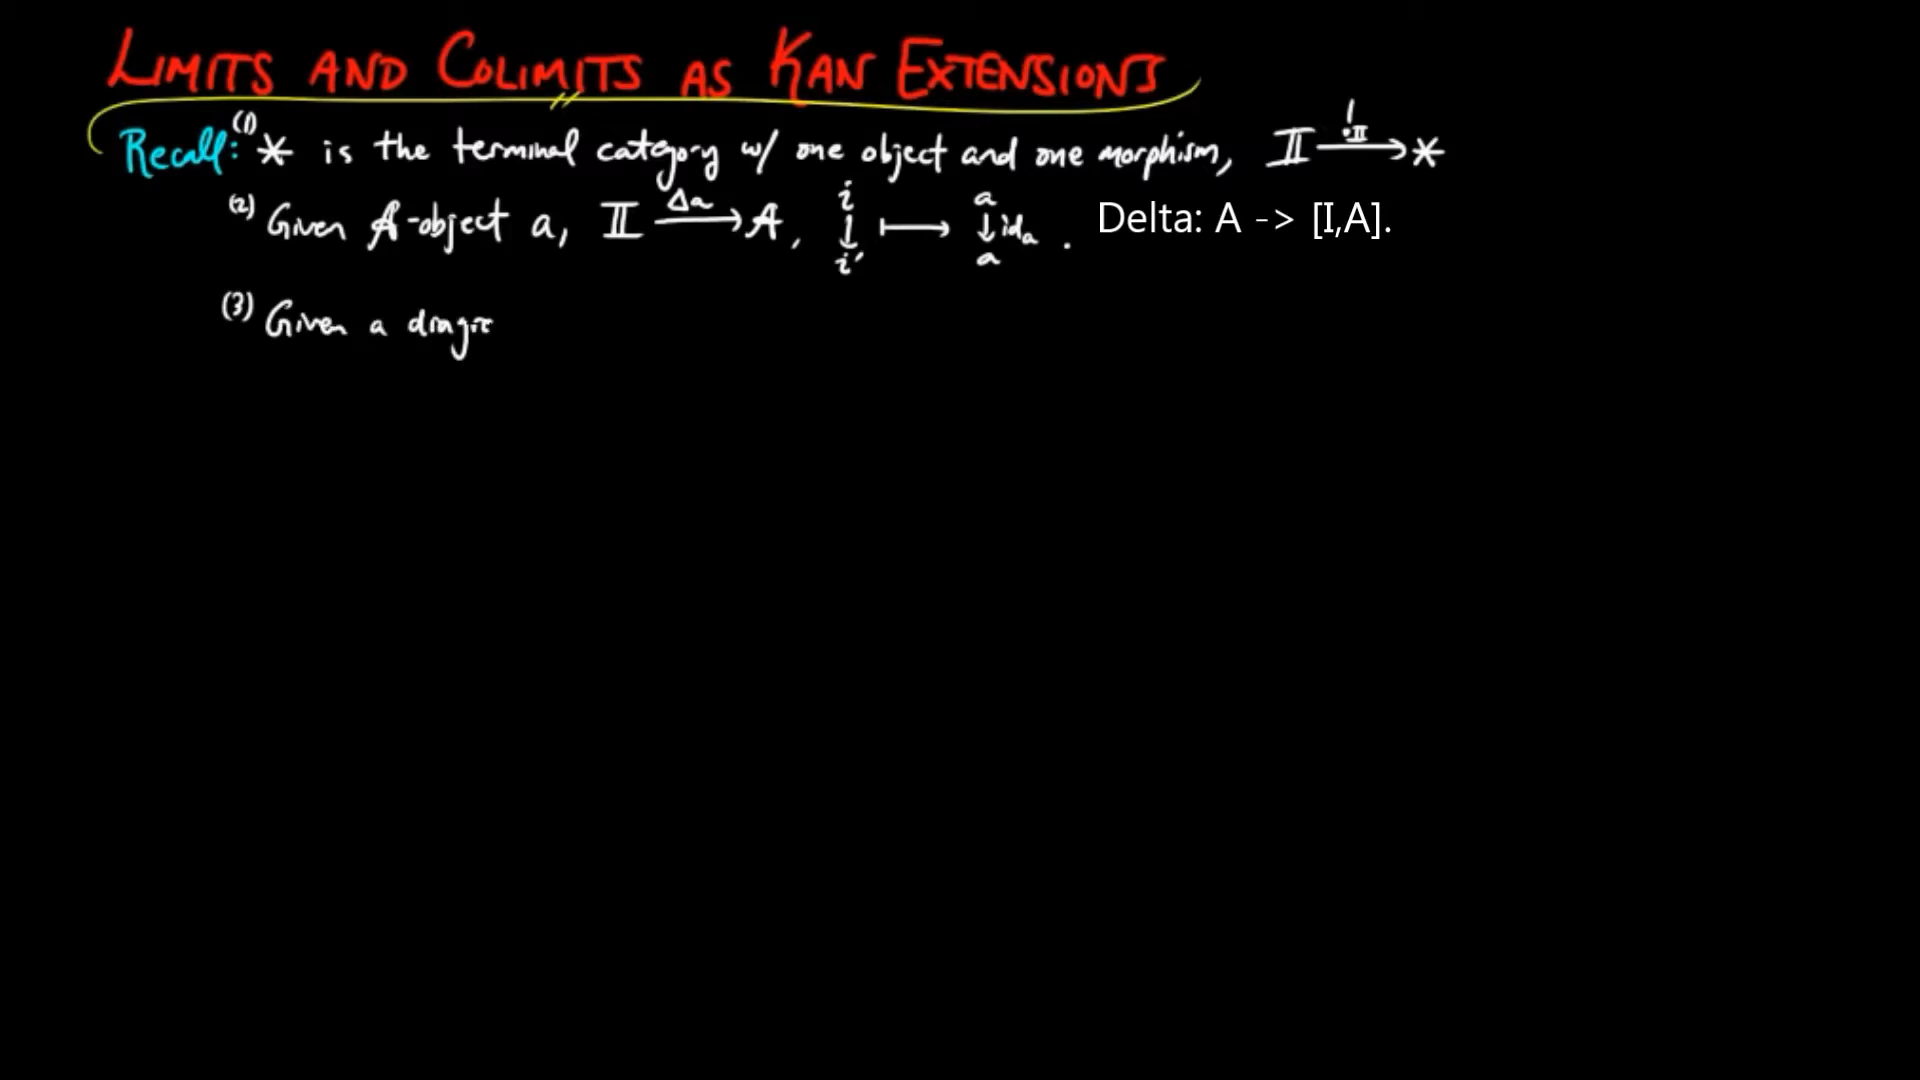 LIMITS AND COLIMITS AS KAN EXTENSIONS
Recall: (1) * is the terminal category w/ one object and one morphism, 𝕀 —!𝕀→ *
(2) Given A-object a, 𝕀 —Δa→ A, i ↓ i′ ⟼ a ↓ id_a a . Delta: A -> [I,A].
(3) Given a